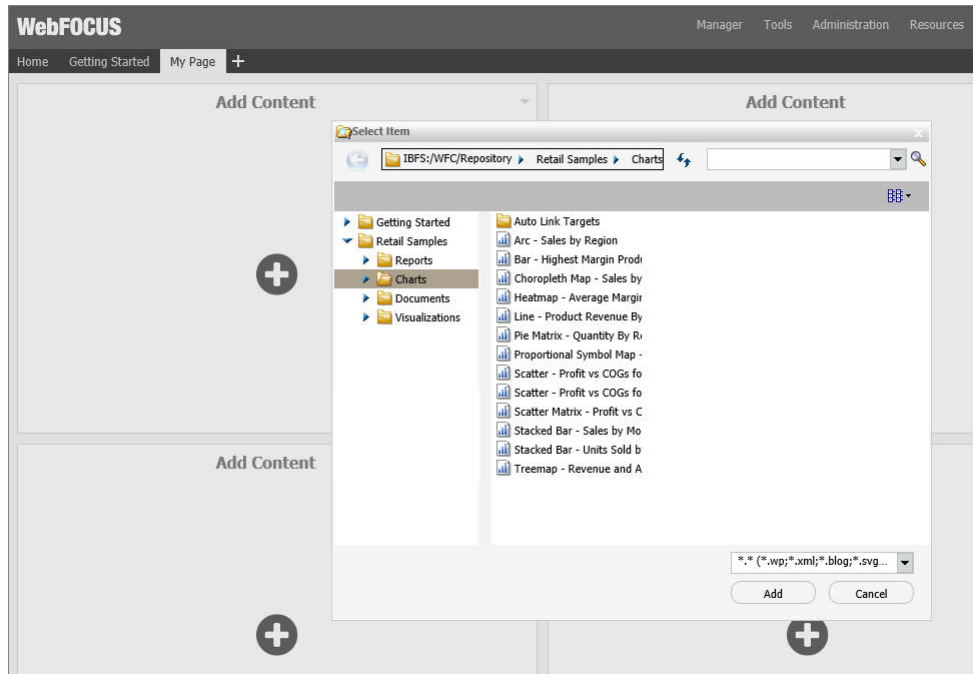 WebFOCUS
Manager Tools Administration Resources
Home Getting Started My Page +
Add Content
Add Content
Select Item
IBFS:/WFC/Repository Retail Samples Charts
Getting Started
Retail Samples
Reports
Charts
Documents
Visualizations
Auto Link Targets
Arc - Sales by Region
Bar - Highest Margin Produ
Choropleth Map - Sales by
Heatmap - Average Margin
Line - Product Revenue By
Pie Matrix - Quantity By Re
Proportional Symbol Map -
Scatter - Profit vs COGs fo
Scatter - Profit vs COGs fo
Scatter Matrix - Profit vs C
Stacked Bar - Sales by Mo
Stacked Bar - Units Sold b
Treemap - Revenue and A
Add Content
*.* (*.wp;*.xml;*.blog;*.svg...
Add Cancel